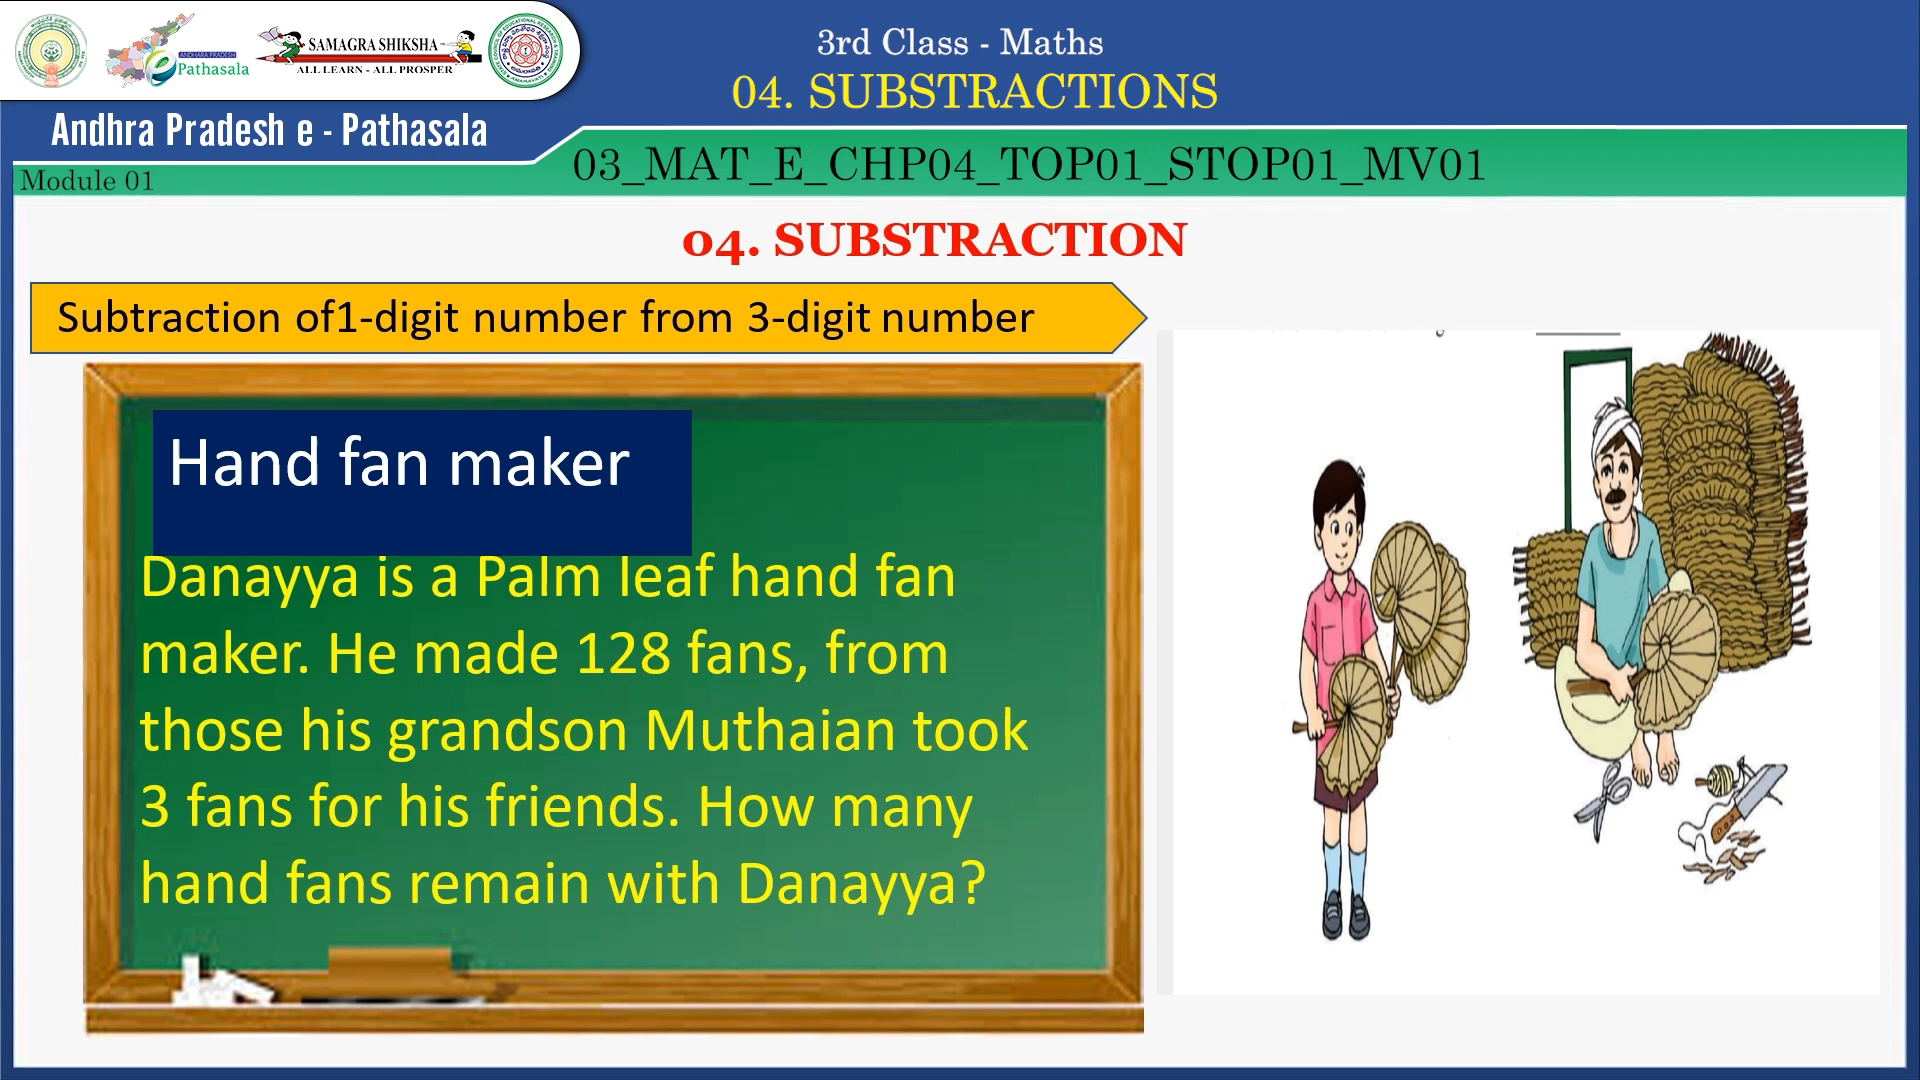 ANDHRA PRADESH
e Pathasala
SAMAGRA SHIKSHA
ALL LEARN - ALL PROSPER
Andhra Pradesh e - Pathasala
Module 01
3rd Class - Maths
04. SUBSTRACTIONS
03_MAT_E_CHP04_TOP01_STOP01_MV01
04. SUBSTRACTION
Subtraction of1-digit number from 3-digit number
Hand fan maker
Danayya is a Palm leaf hand fan
maker. He made 128 fans, from
those his grandson Muthaian took
3 fans for his friends. How many
hand fans remain with Danayya?